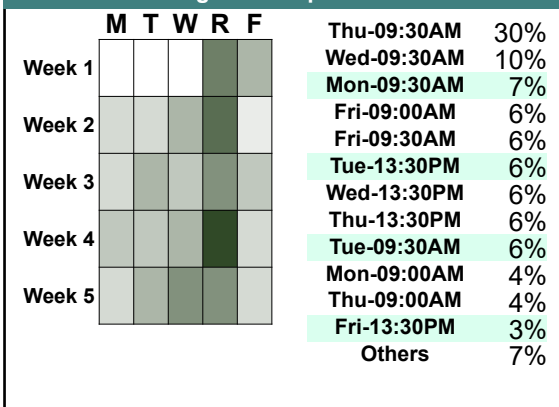 M T W R F
Week 1
Week 2
Week 3
Week 4
Week 5
Thu-09:30AM 30%
Wed-09:30AM 10%
Mon-09:30AM 7%
Fri-09:00AM 6%
Fri-09:30AM 6%
Tue-13:30PM 6%
Wed-13:30PM 6%
Thu-13:30PM 6%
Tue-09:30AM 6%
Mon-09:00AM 4%
Thu-09:00AM 4%
Fri-13:30PM 3%
Others 7%